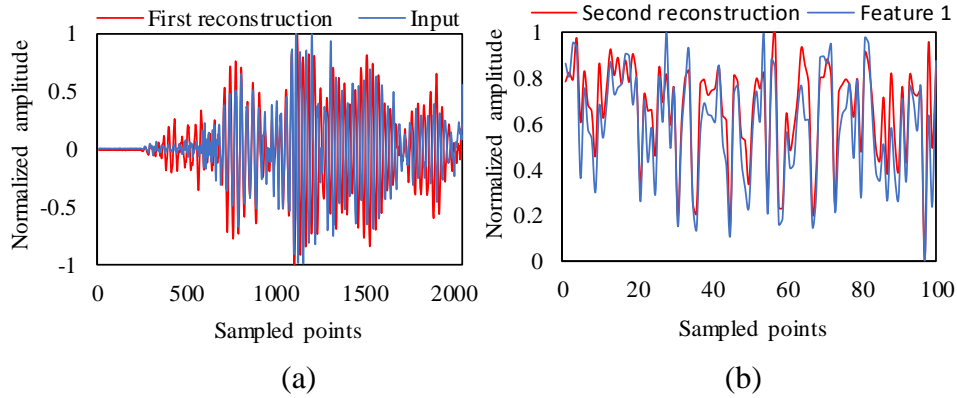 First reconstruction Input
Normalized amplitude
1
0.5
0
-0.5
-1
0 500 1000 1500 2000
Sampled points
(a)
Second reconstruction Feature 1
Normalized amplitude
1
0.8
0.6
0.4
0.2
0
0 20 40 60 80 100
Sampled points
(b)